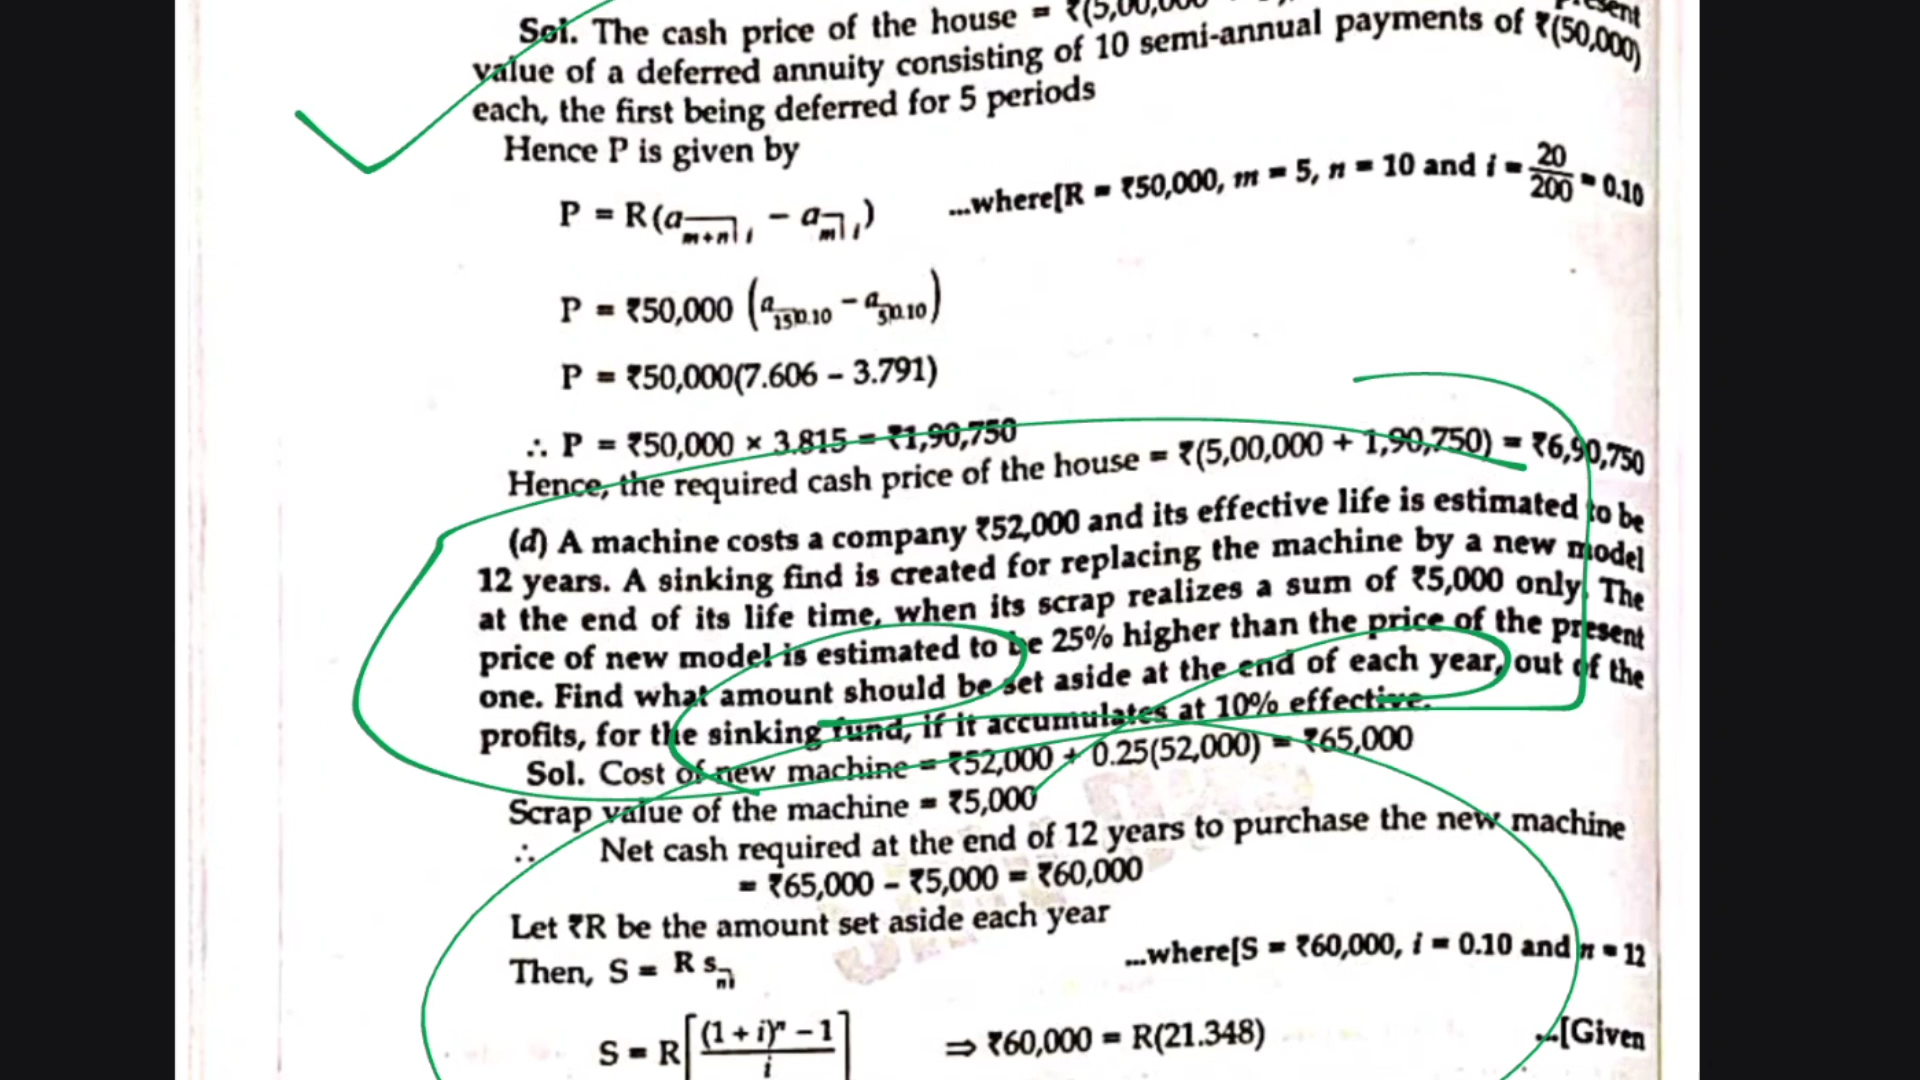 Sol. The cash price of the house = ₹(5,00,000
value of a deferred annuity consisting of 10 semi-annual payments of ₹(50,000)
each, the first being deferred for 5 periods
Hence P is given by
P = R(a m+n| i − a m| i) ...where[R = ₹50,000, m = 5, n = 10 and i = 20/200 = 0.10
P = ₹50,000 (a 15|0.10 − a 5|0.10)
P = ₹50,000(7.606 – 3.791)
∴ P = ₹50,000 × 3.815 = ₹1,90,750
Hence, the required cash price of the house = ₹(5,00,000 + 1,90,750) = ₹6,90,750
(d) A machine costs a company ₹52,000 and its effective life is estimated to be
12 years. A sinking find is created for replacing the machine by a new model
at the end of its life time, when its scrap realizes a sum of ₹5,000 only. The
price of new model is estimated to be 25% higher than the price of the present
one. Find what amount should be set aside at the end of each year, out of the
profits, for the sinking fund, if it accumulates at 10% effective.
Sol. Cost of new machine = ₹52,000 + 0.25(52,000) = ₹65,000
Scrap value of the machine = ₹5,000
∴ Net cash required at the end of 12 years to purchase the new machine
= ₹65,000 – ₹5,000 = ₹60,000
Let ₹R be the amount set aside each year
Then, S = R s n| ...where[S = ₹60,000, i = 0.10 and n = 12
S = R[(1 + i)ⁿ – 1 / i] ⇒ ₹60,000 = R(21.348) ...[Given